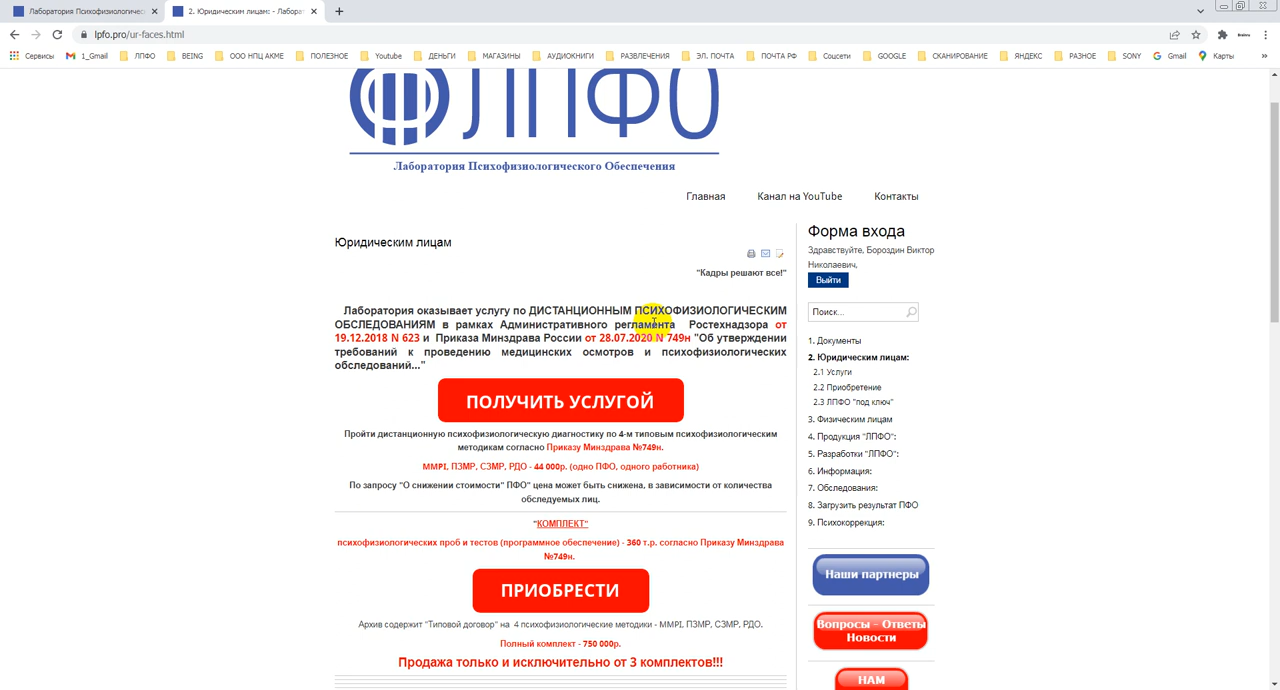 Лаборатория Психофизиологичес
2. Юридическим лицам: - Лабора
lpfo.pro/ur-faces.html
Сервисы
1_Gmail
ЛПФО
BEING
ООО НПЦ АКМЕ
ПОЛЕЗНОЕ
Youtube
ДЕНЬГИ
МАГАЗИНЫ
АУДИОКНИГИ
РАЗВЛЕЧЕНИЯ
ЭЛ. ПОЧТА
ПОЧТА РФ
Соцсети
GOOGLE
СКАНИРОВАНИЕ
ЯНДЕКС
РАЗНОЕ
SONY
Gmail
Карты
ЛПФО
Лаборатория Психофизиологического Обеспечения
Главная
Канал на YouTube
Контакты
Юридическим лицам
"Кадры решают все!"
Лаборатория оказывает услугу по ДИСТАНЦИОННЫМ ПСИХОФИЗИОЛОГИЧЕСКИМ
ОБСЛЕДОВАНИЯМ в рамках Административного регламента Ростехнадзора от
19.12.2018 N 623 и Приказа Минздрава России от 28.07.2020 N 749н "Об утверждении
требований к проведению медицинских осмотров и психофизиологических
обследований..."
ПОЛУЧИТЬ УСЛУГОЙ
Пройти дистанционную психофизиологическую диагностику по 4-м типовым психофизиологическим
методикам согласно Приказу Минздрава №749н.
MMPI, ПЗМР, СЗМР, РДО - 44 000р. (одно ПФО, одного работника)
По запросу "О снижении стоимости" ПФО" цена может быть снижена, в зависимости от количества
обследуемых лиц.
"КОМПЛЕКТ"
психофизиологических проб и тестов (программное обеспечение) - 360 т.р. согласно Приказу Минздрава
№749н.
ПРИОБРЕСТИ
Архив содержит "Типовой договор" на 4 психофизиологические методики - MMPI, ПЗМР, СЗМР, РДО.
Полный комплект - 750 000р.
Продажа только и исключительно от 3 комплектов!!!
Форма входа
Здравствуйте, Бороздин Виктор
Николаевич,
Выйти
Поиск...
1. Документы
2. Юридическим лицам:
2.1 Услуги
2.2 Приобретение
2.3 ЛПФО "под ключ"
3. Физическим лицам
4. Продукция "ЛПФО":
5. Разработки "ЛПФО":
6. Информация:
7. Обследования:
8. Загрузить результат ПФО
9. Психокоррекция:
Наши партнеры
Вопросы - Ответы
Новости
НАМ